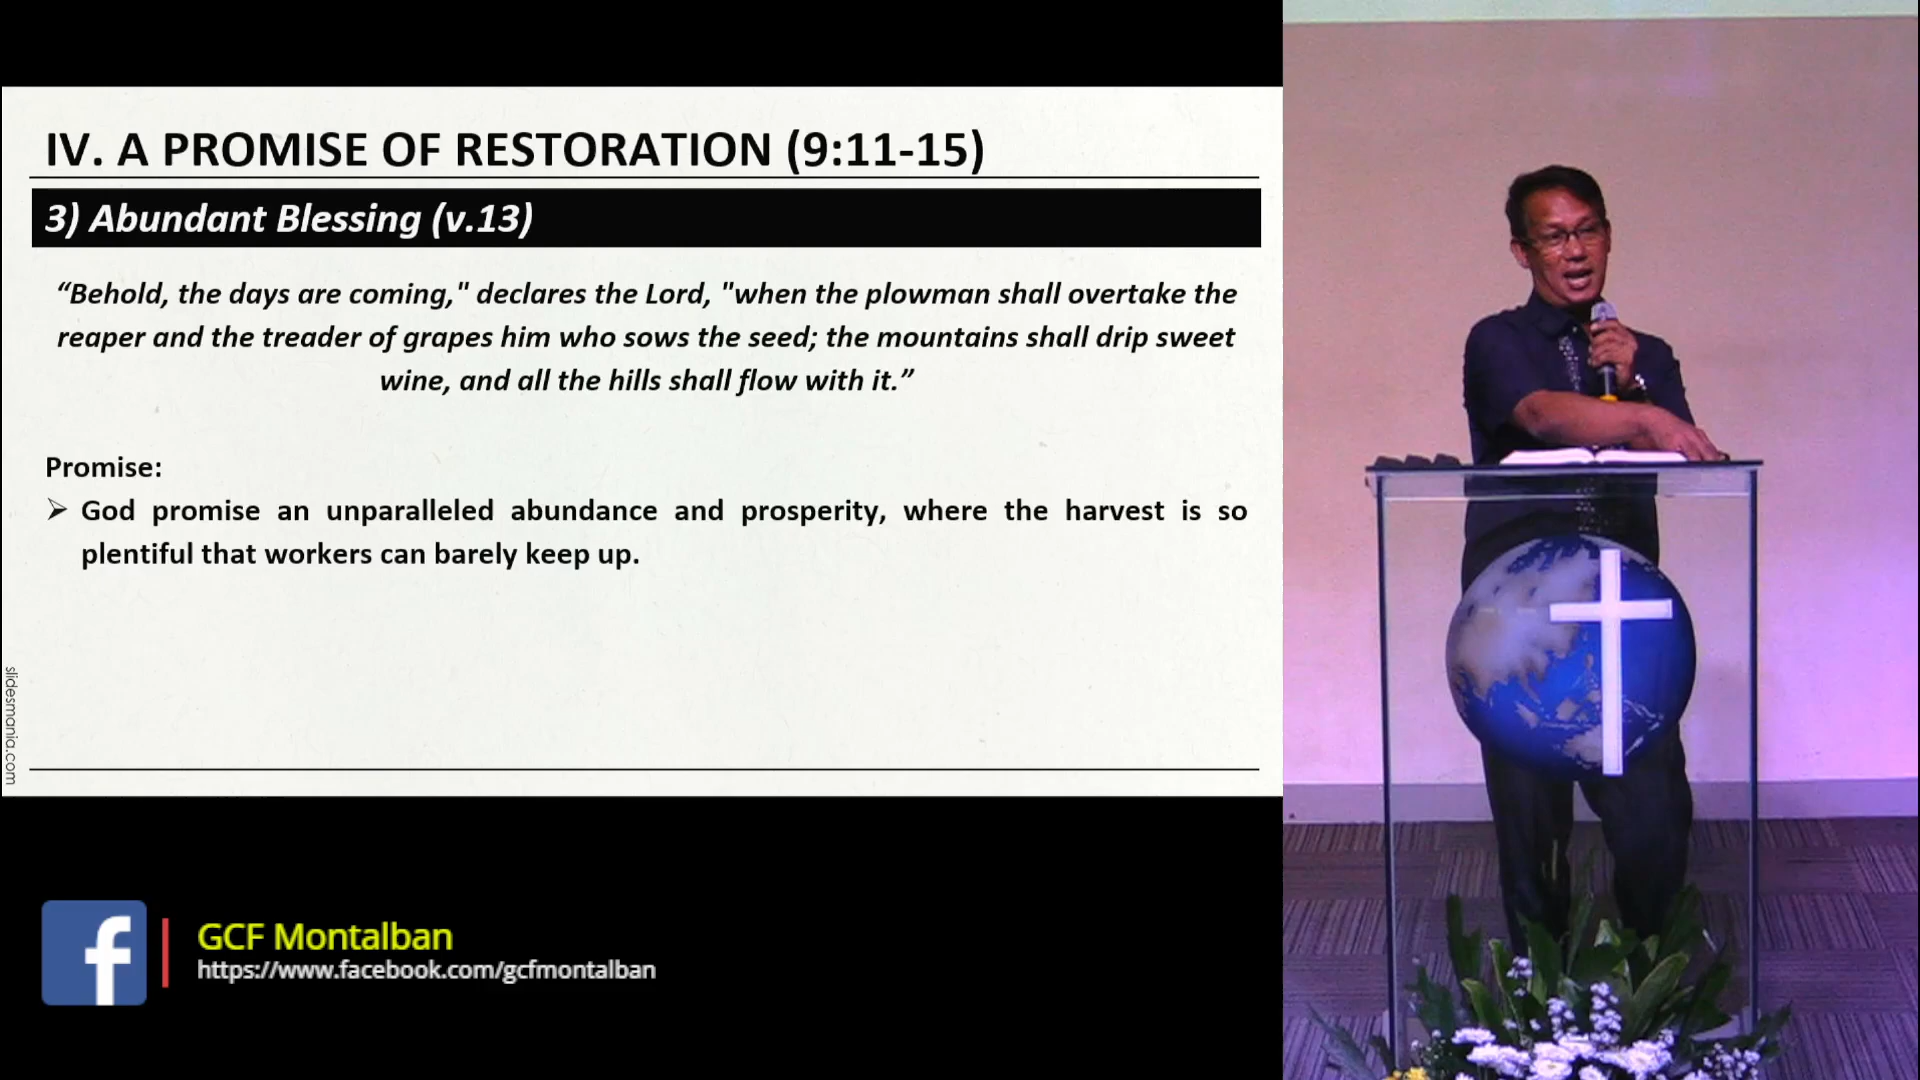 IV. A PROMISE OF RESTORATION (9:11-15)
3) Abundant Blessing (v.13)
“Behold, the days are coming," declares the Lord, "when the plowman shall overtake the
reaper and the treader of grapes him who sows the seed; the mountains shall drip sweet
wine, and all the hills shall flow with it.”
Promise:
➢ God promise an unparalleled abundance and prosperity, where the harvest is so
plentiful that workers can barely keep up.
slidesmania.com
f
GCF Montalban
https://www.facebook.com/gcfmontalban